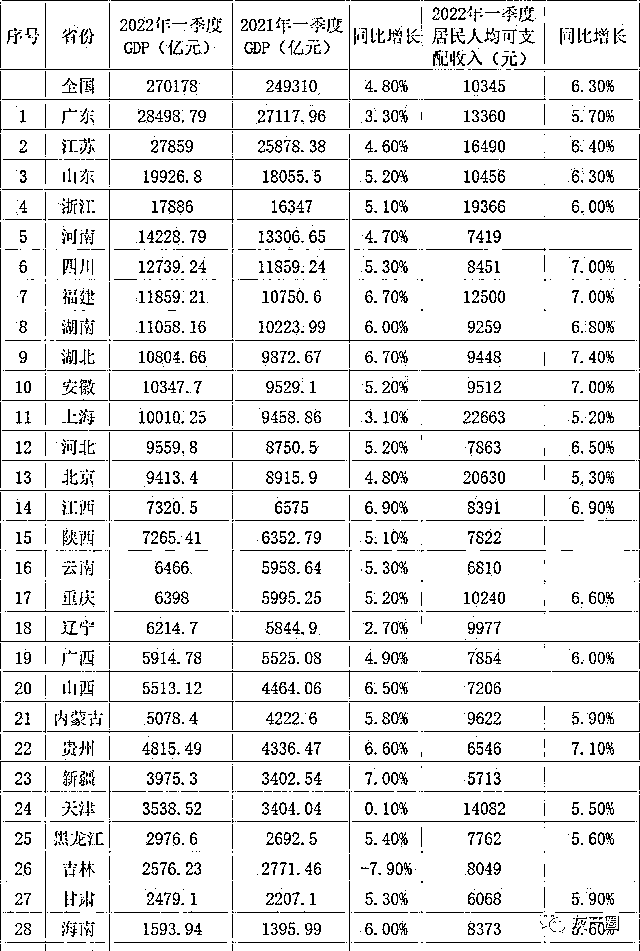 序号 省份 2022年一季度GDP（亿元） 2021年一季度GDP（亿元） 同比增长 2022年一季度居民人均可支配收入（元） 同比增长
全国 270178 249310 4.80% 10345 6.30%
1 广东 28498.79 27117.96 3.30% 13360 5.70%
2 江苏 27859 25878.38 4.60% 16490 6.40%
3 山东 19926.8 18055.5 5.20% 10456 6.30%
4 浙江 17886 16347 5.10% 19366 6.00%
5 河南 14228.79 13306.65 4.70% 7419
6 四川 12739.24 11859.24 5.30% 8451 7.00%
7 福建 11859.21 10750.6 6.70% 12500 7.00%
8 湖南 11058.16 10223.99 6.00% 9259 6.80%
9 湖北 10804.66 9872.67 6.70% 9448 7.40%
10 安徽 10347.7 9529.1 5.20% 9512 7.00%
11 上海 10010.25 9458.86 3.10% 22663 5.20%
12 河北 9559.8 8750.5 5.20% 7863 6.50%
13 北京 9413.4 8915.9 4.80% 20630 5.30%
14 江西 7320.5 6575 6.90% 8391 6.90%
15 陕西 7265.41 6352.79 5.10% 7822
16 云南 6466 5958.64 5.30% 6810
17 重庆 6398 5995.25 5.20% 10240 6.60%
18 辽宁 6214.7 5844.9 2.70% 9977
19 广西 5914.78 5525.08 4.90% 7854 6.00%
20 山西 5513.12 4464.06 6.50% 7206
21 内蒙古 5078.4 4222.6 5.80% 9622 5.90%
22 贵州 4815.49 4336.47 6.60% 6546 7.10%
23 新疆 3975.3 3402.54 7.00% 5713
24 天津 3538.52 3404.04 0.10% 14082 5.50%
25 黑龙江 2976.6 2692.5 5.40% 7762 5.60%
26 吉林 2576.23 2771.46 -7.90% 8049
27 甘肃 2479.1 2207.1 5.30% 6068 5.90%
28 海南 1593.94 1395.99 6.00% 8373